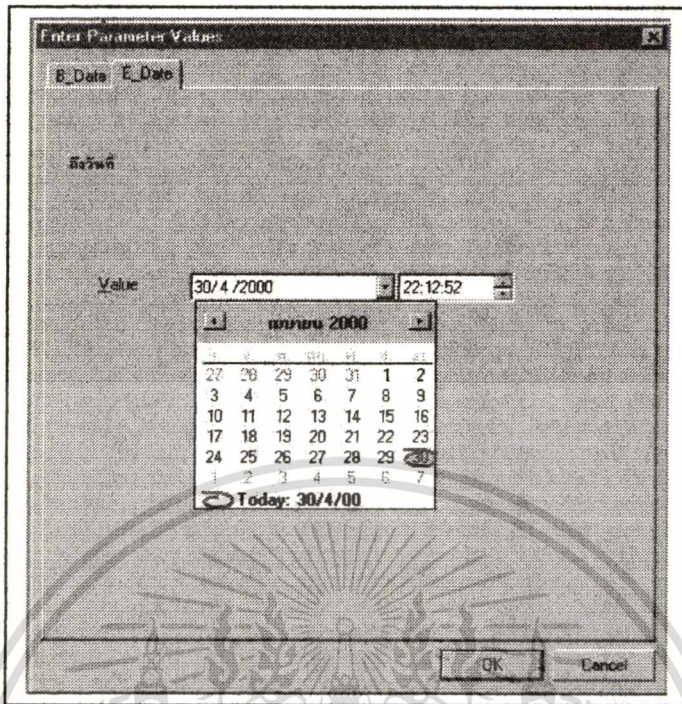 Enter Parameter Values
B_Date E_Date
ถึงวันที่
Value 30/4 /2000 22:12:52
เมษายน 2000
27 28 29 30 31 1 2
3 4 5 6 7 8 9
10 11 12 13 14 15 16
17 18 19 20 21 22 23
24 25 26 27 28 29 30
1 2 3 4 5 6 7
Today: 30/4/00
OK Cancel